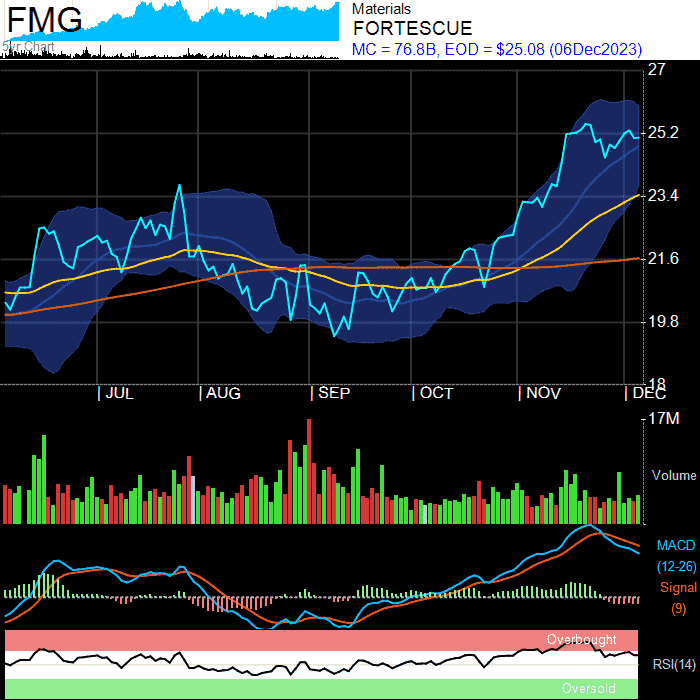 FMG
5yr Chart
Materials
FORTESCUE
MC = 76.8B, EOD = $25.08 (06Dec2023)
27
25.2
23.4
21.6
19.8
18
JUL AUG SEP OCT NOV DEC
17M
Volume
MACD
(12-26)
Signal
(9)
Overbought
RSI(14)
Oversold